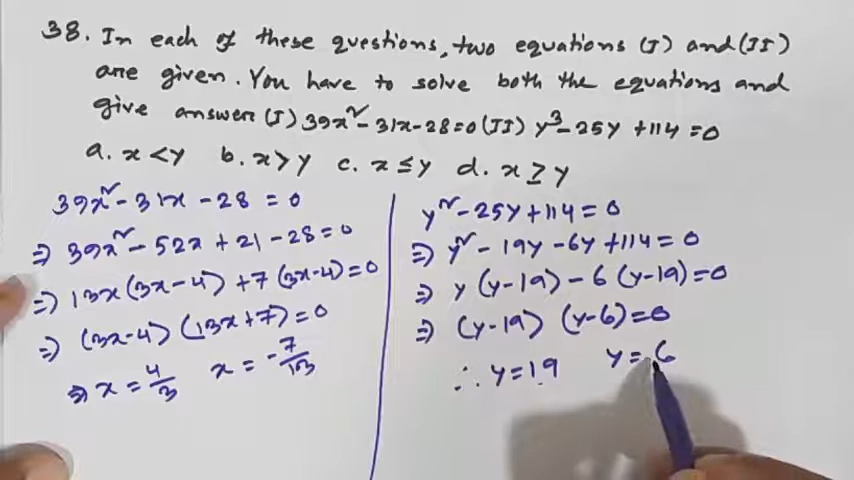 38. In each of these questions, two equations (I) and (II)
are given. You have to solve both the equations and
give answer (I) 39x² - 31x - 28 = 0 (II) y³ - 25y + 114 = 0
a. x < y b. x > y c. x ≤ y d. x ≥ y
39x² - 31x - 28 = 0
⇒ 39x² - 52x + 21 - 28 = 0
⇒ 13x (3x - 4) + 7 (3x - 4) = 0
⇒ (3x - 4) (13x + 7) = 0
⇒ x = 4/3 x = -7/13
y² - 25y + 114 = 0
⇒ y² - 19y - 6y + 114 = 0
⇒ y (y - 19) - 6 (y - 19) = 0
⇒ (y - 19) (y - 6) = 0
∴ y = 19 y = 6